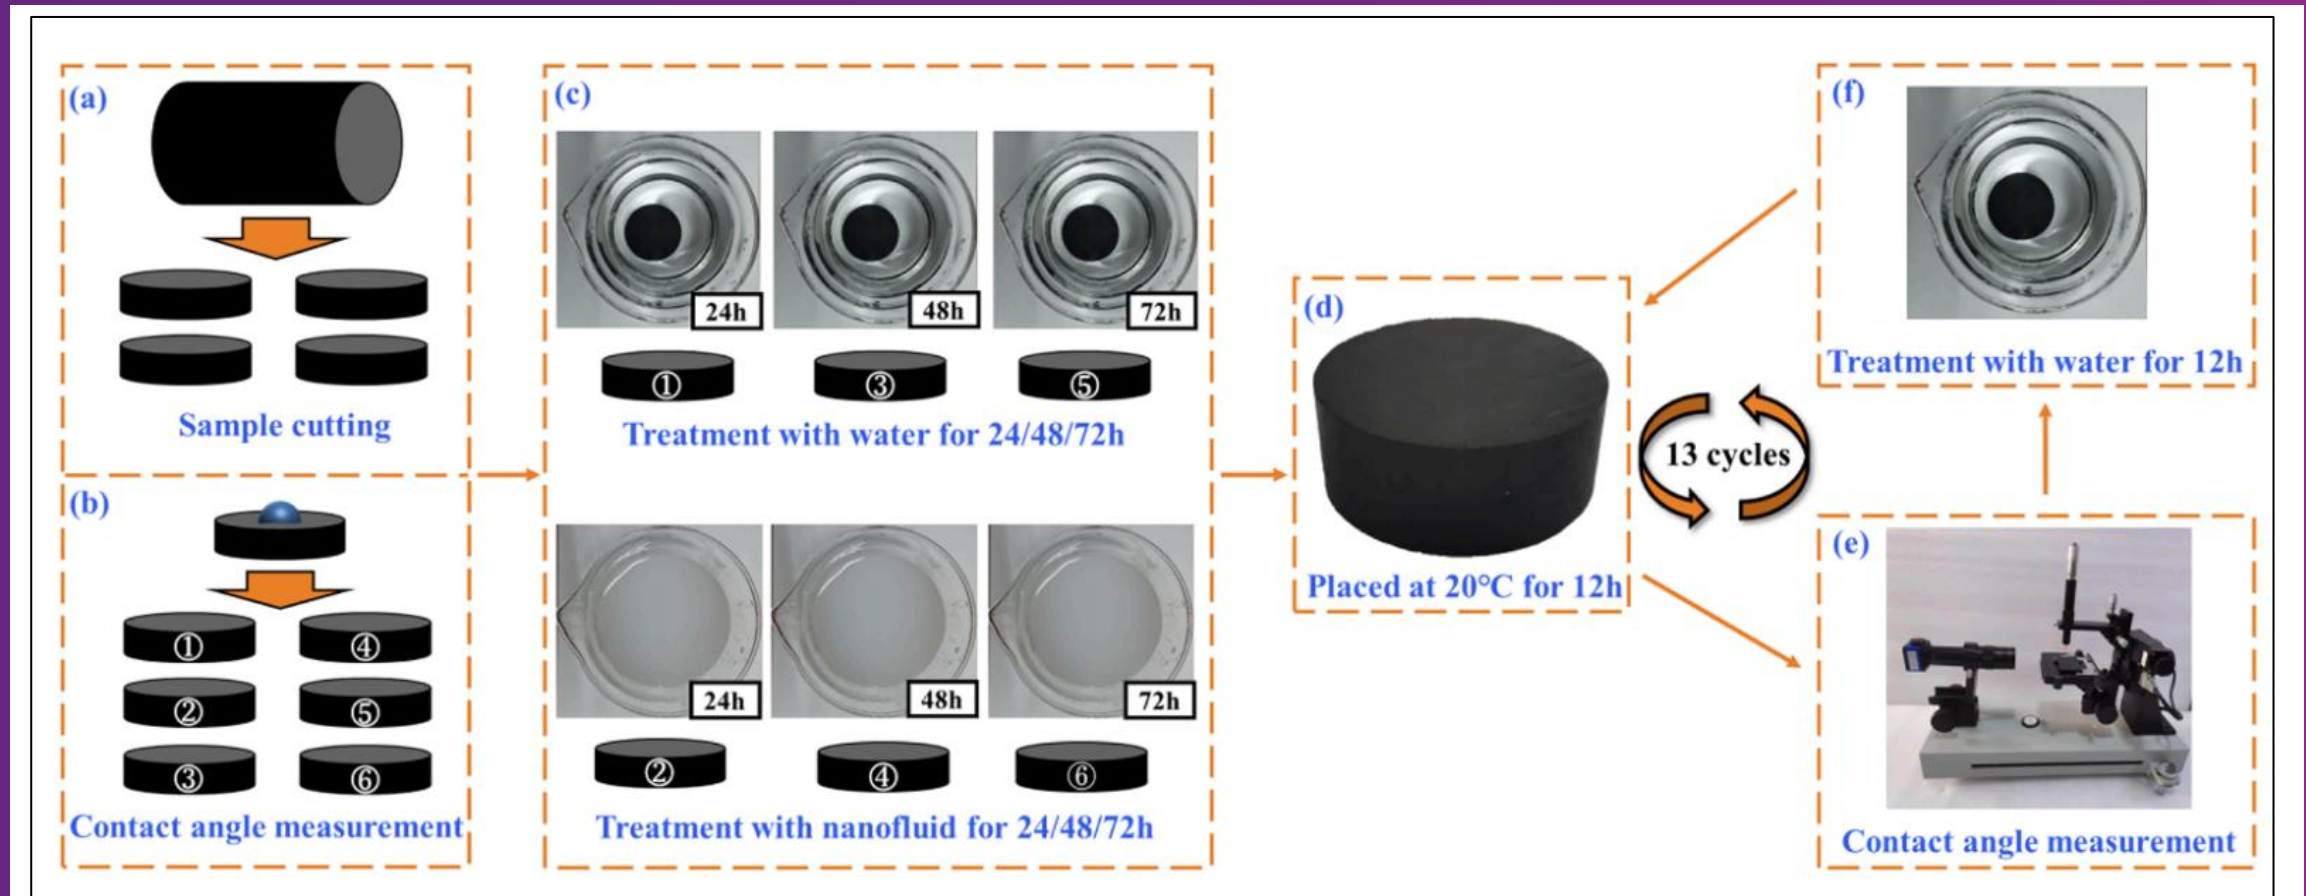 (a)
Sample cutting
(b)
①
④
②
⑤
③
⑥
Contact angle measurement
(c)
24h
48h
72h
①
③
⑤
Treatment with water for 24/48/72h
24h
48h
72h
②
④
⑥
Treatment with nanofluid for 24/48/72h
(d)
Placed at 20°C for 12h
13 cycles
(f)
Treatment with water for 12h
(e)
Contact angle measurement